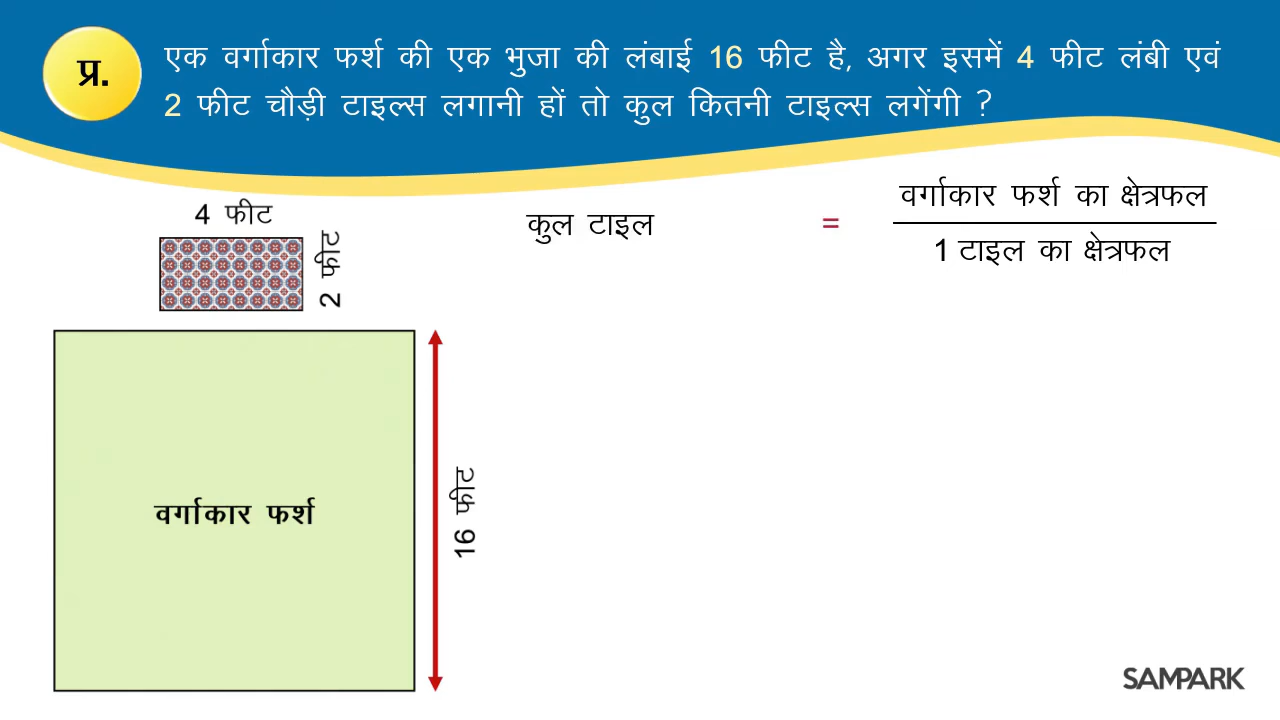 प्र.
एक वर्गाकार फर्श की एक भुजा की लंबाई 16 फीट है, अगर इसमें 4 फीट लंबी एवं
2 फीट चौड़ी टाइल्स लगानी हों तो कुल कितनी टाइल्स लगेंगी ?
4 फीट
2 फीट
कुल टाइल = वर्गाकार फर्श का क्षेत्रफल
1 टाइल का क्षेत्रफल
वर्गाकार फर्श
16 फीट
SAMPARK